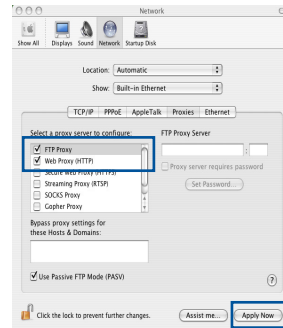 Network
Show All Displays Sound Network Startup Disk
Location: Automatic
Show: Built-in Ethernet
TCP/IP PPPoE AppleTalk Proxies Ethernet
Select a proxy server to configure:
FTP Proxy Server
FTP Proxy
:
Web Proxy (HTTP)
Proxy server requires password
Secure Web Proxy (HTTPS)
Streaming Proxy (RTSP)
Set Password...
SOCKS Proxy
Gopher Proxy
Bypass proxy settings for
these Hosts & Domains:
Use Passive FTP Mode (PASV)
?
Click the lock to prevent further changes.
Assist me...
Apply Now